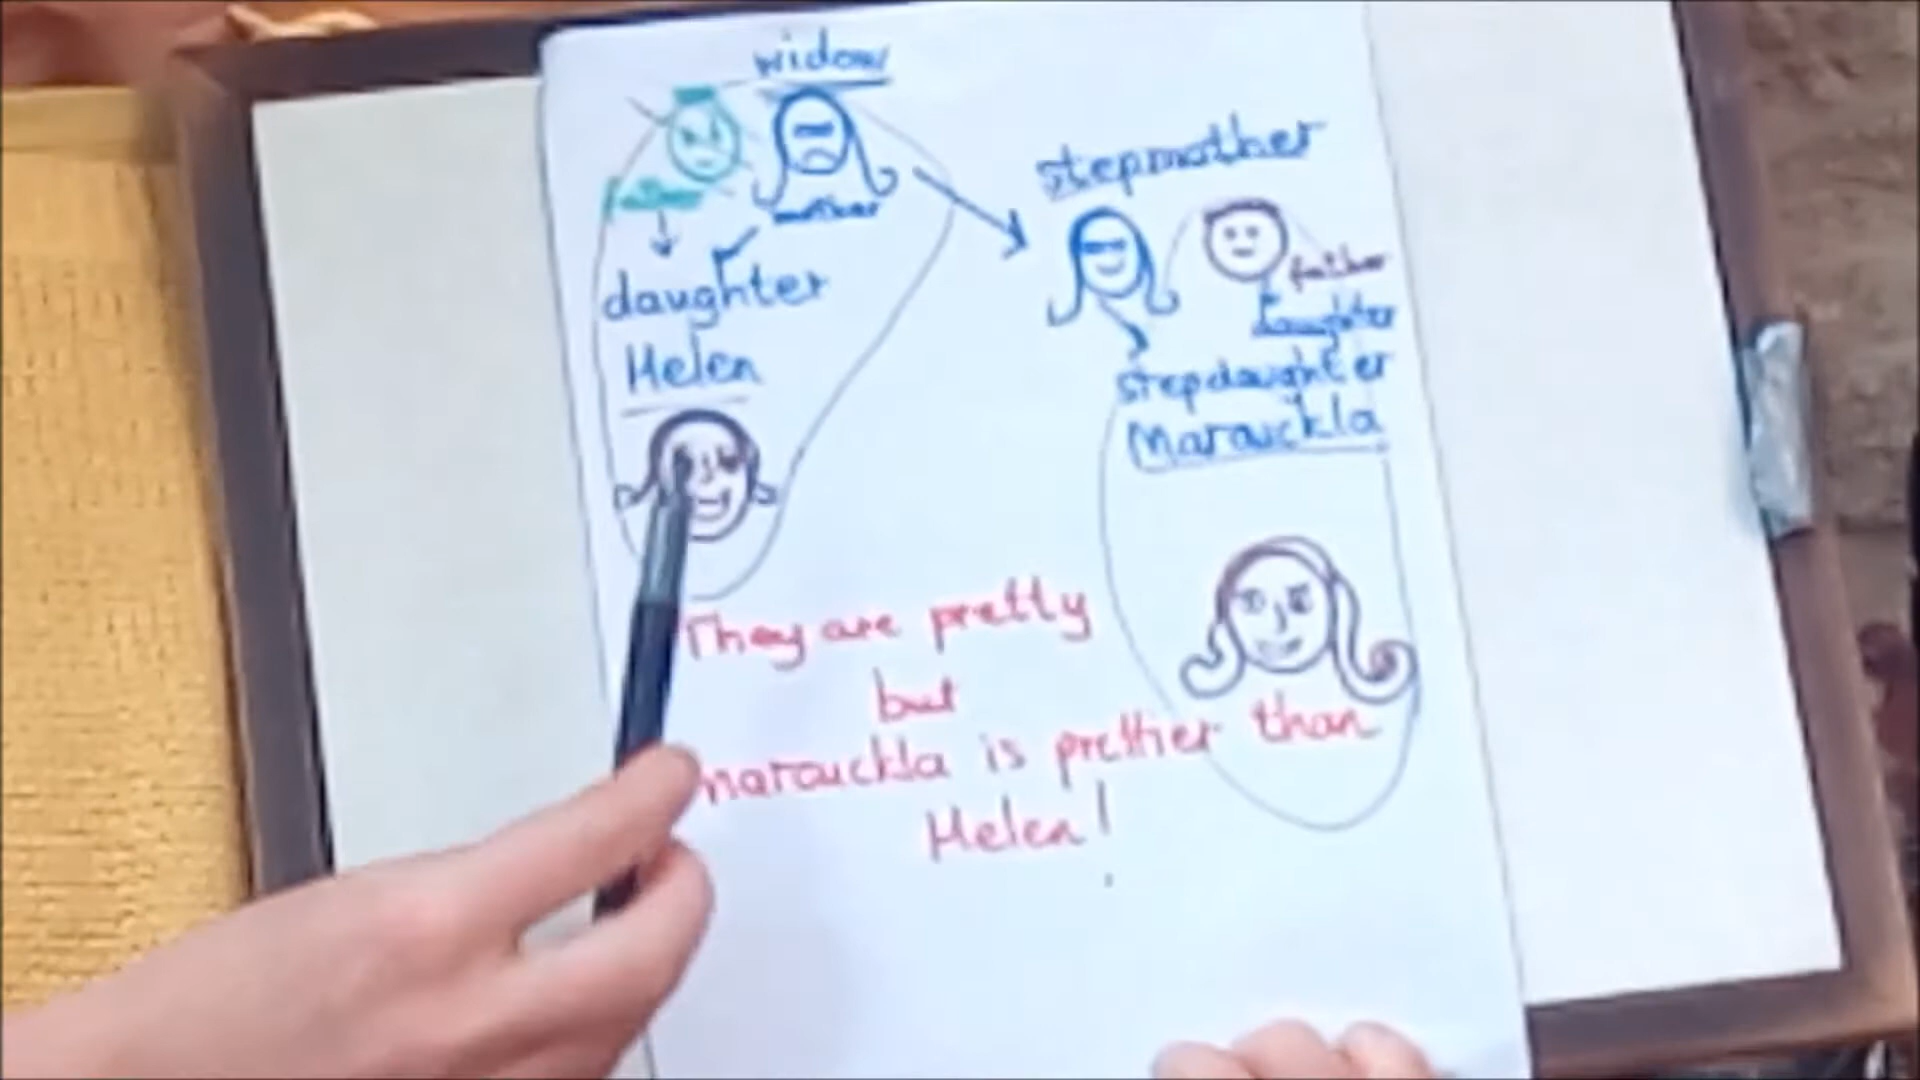 widow
father
mother
daughter
Helen
stepmother
father
daughter
stepdaughter
Marouckla
They are pretty
but
marouckla is prettier than
Helen!